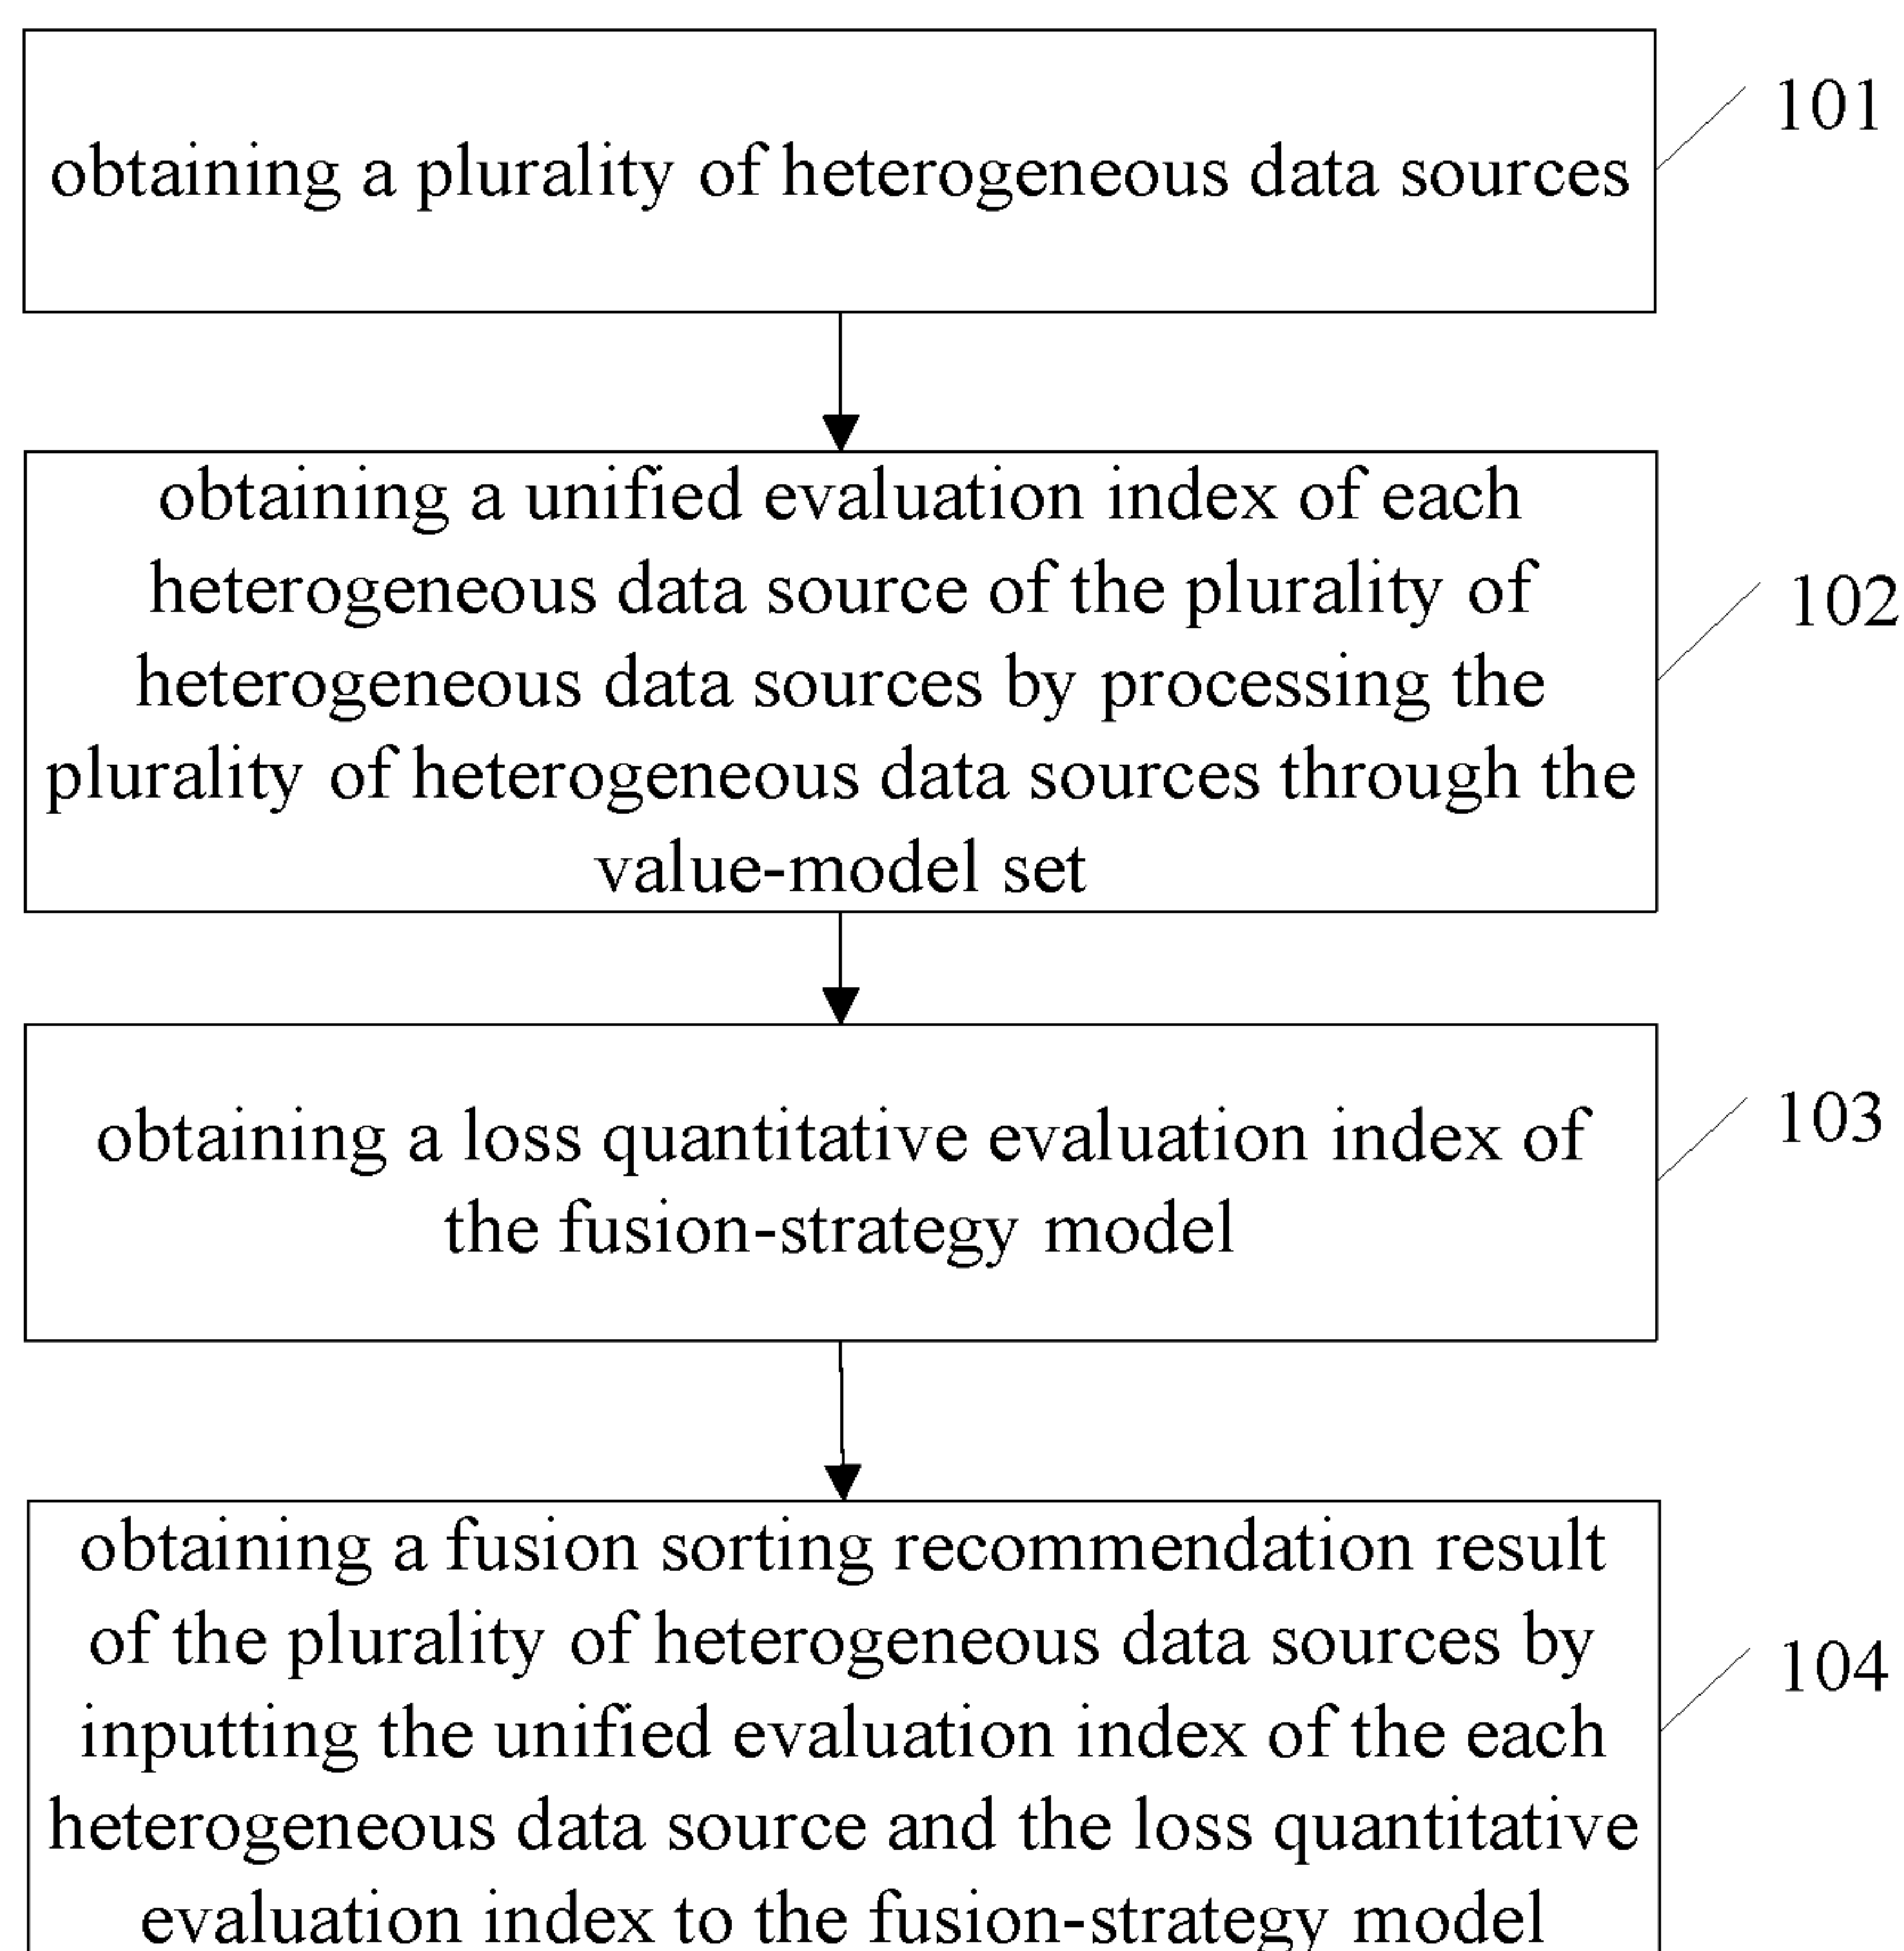 obtaining a plurality of heterogeneous data sources
101
obtaining a unified evaluation index of each
heterogeneous data source of the plurality of
heterogeneous data sources by processing the
plurality of heterogeneous data sources through the
value-model set
102
obtaining a loss quantitative evaluation index of
the fusion-strategy model
103
obtaining a fusion sorting recommendation result
of the plurality of heterogeneous data sources by
inputting the unified evaluation index of the each
heterogeneous data source and the loss quantitative
evaluation index to the fusion-strategy model
104